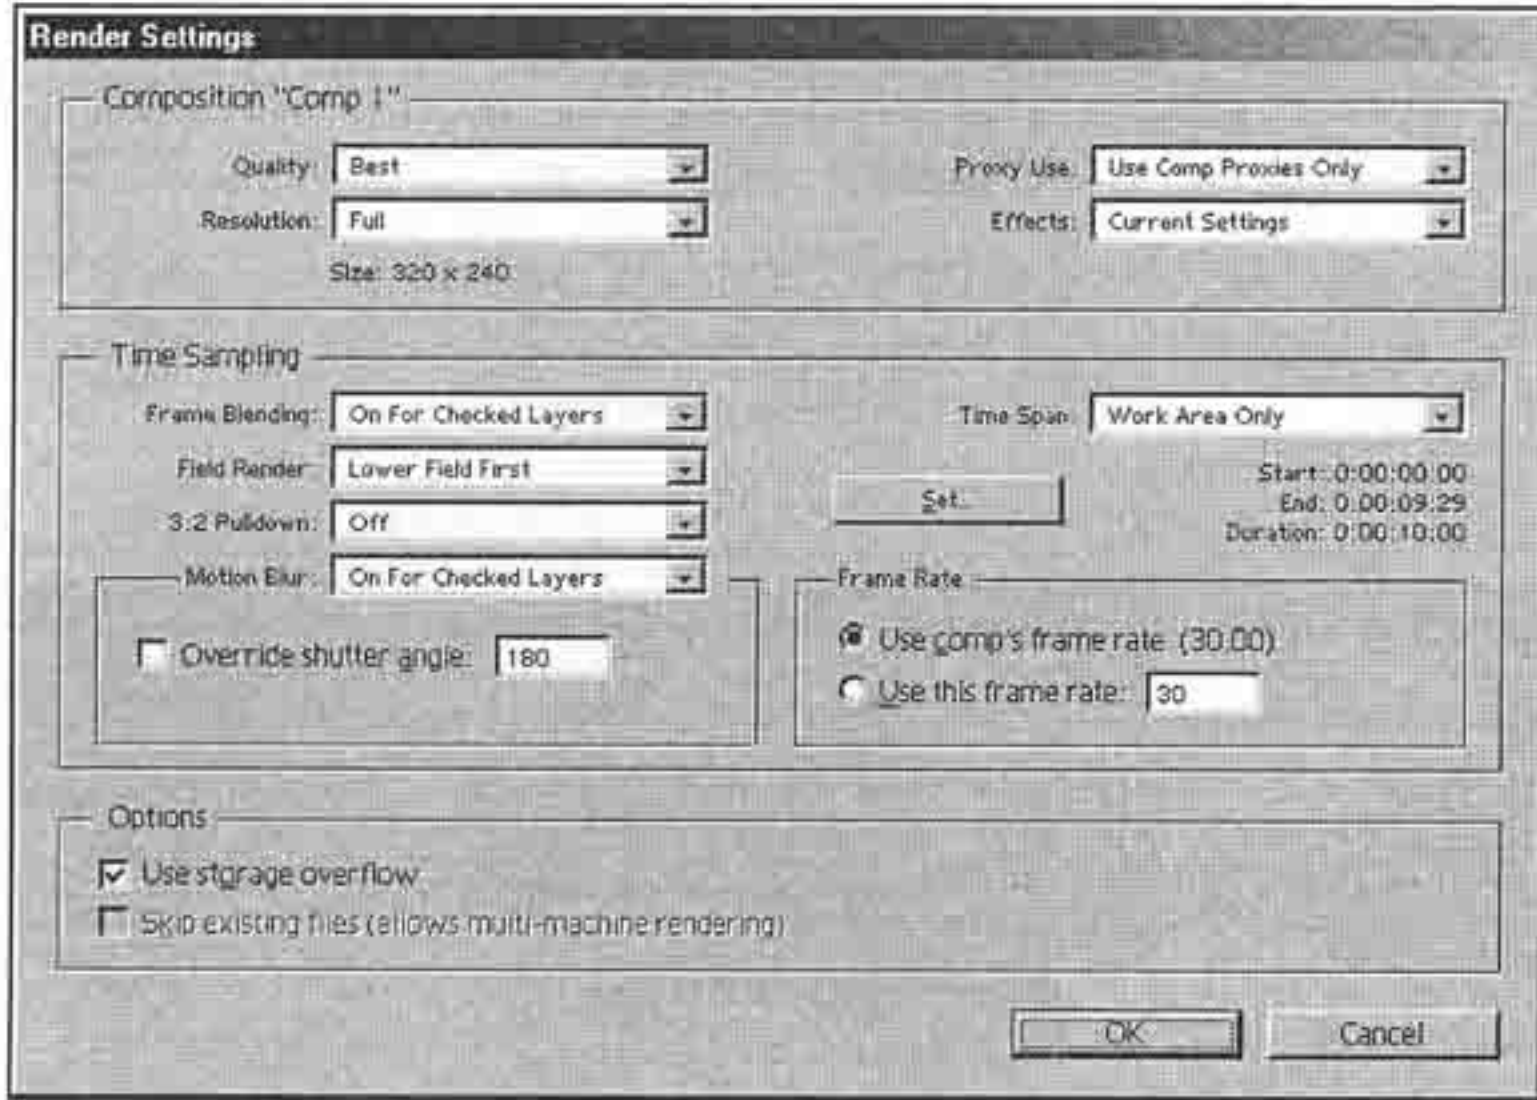 Render Settings
Composition "Comp 1"
Quality: Best
Resolution: Full
Size: 320 x 240
Proxy Use: Use Comp Proxies Only
Effects: Current Settings
Time Sampling
Frame Blending: On For Checked Layers
Field Render: Lower Field First
3:2 Pulldown: Off
Motion Blur: On For Checked Layers
Override shutter angle: 180
Time Span: Work Area Only
Set...
Start: 0:00:00:00
End: 0:00:09:29
Duration: 0:00:10:00
Frame Rate
Use comp's frame rate (30.00)
Use this frame rate: 30
Options
Use storage overflow
Skip existing files (allows multi-machine rendering)
OK
Cancel